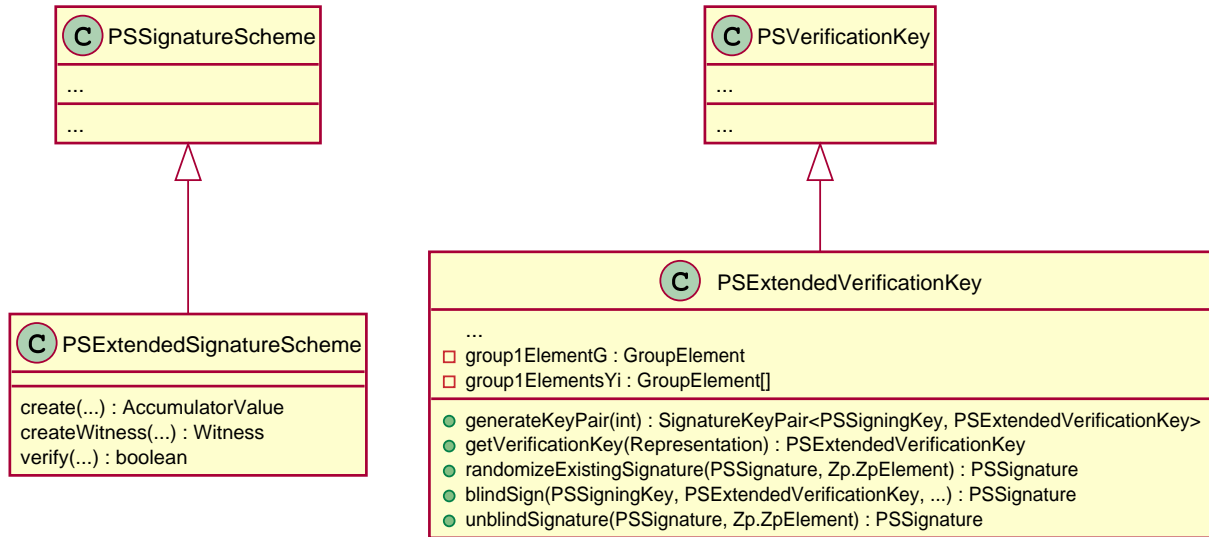 C PSSignatureScheme
...
...
C PSVerificationKey
...
...
C PSExtendedSignatureScheme
create(...) : AccumulatorValue
createWitness(...) : Witness
verify(...) : boolean
C PSExtendedVerificationKey
...
group1ElementG : GroupElement
group1ElementsYi : GroupElement[]
generateKeyPair(int) : SignatureKeyPair<PSSigningKey, PSExtendedVerificationKey>
getVerificationKey(Representation) : PSExtendedVerificationKey
randomizeExistingSignature(PSSignature, Zp.ZpElement) : PSSignature
blindSign(PSSigningKey, PSExtendedVerificationKey, ...) : PSSignature
unblindSignature(PSSignature, Zp.ZpElement) : PSSignature